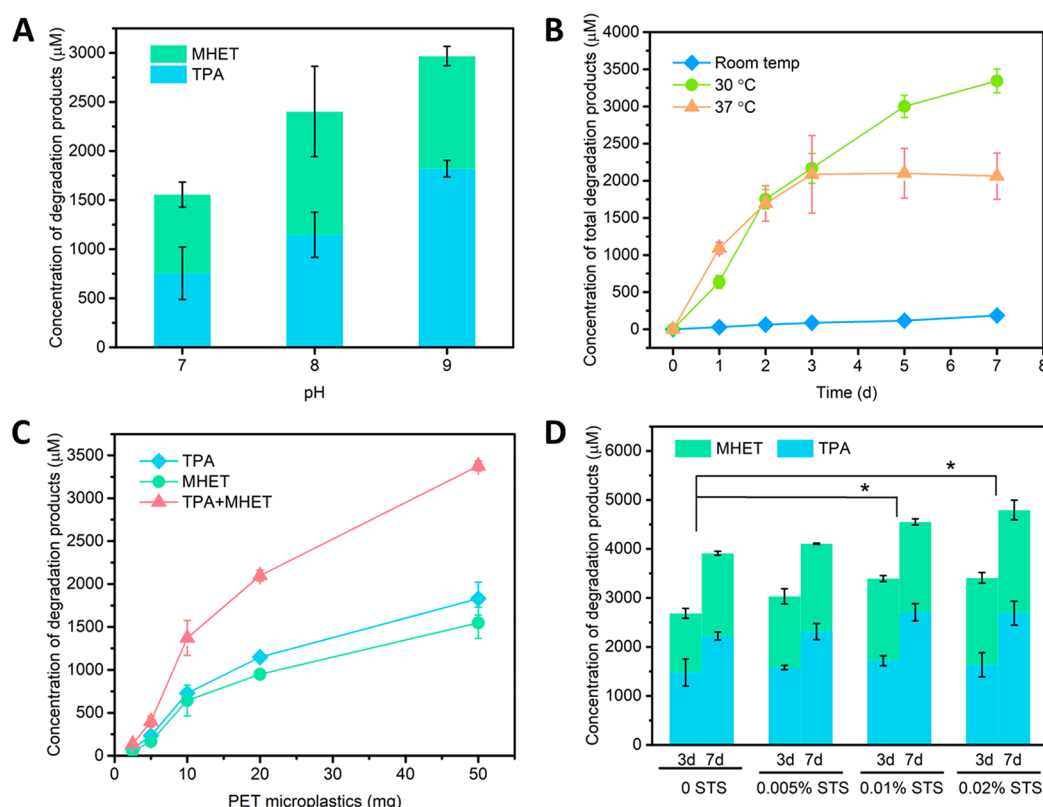 A
Concentration of degradation products (µM)
3000
2500
2000
1500
1000
500
0
MHET
TPA
7 8 9
pH
B
Concentration of total degradation products (µM)
4000
3500
3000
2500
2000
1500
1000
500
0
Room temp
30 °C
37 °C
0 1 2 3 4 5 6 7 8
Time (d)
C
Concentration of degradation products (µM)
3500
3000
2500
2000
1500
1000
500
0
TPA
MHET
TPA+MHET
0 10 20 30 40 50
PET microplastics (mg)
D
Concentration of degradation products (µM)
6000
5000
4000
3000
2000
1000
0
MHET TPA
*
*
3d 7d 3d 7d 3d 7d 3d 7d
0 STS 0.005% STS 0.01% STS 0.02% STS